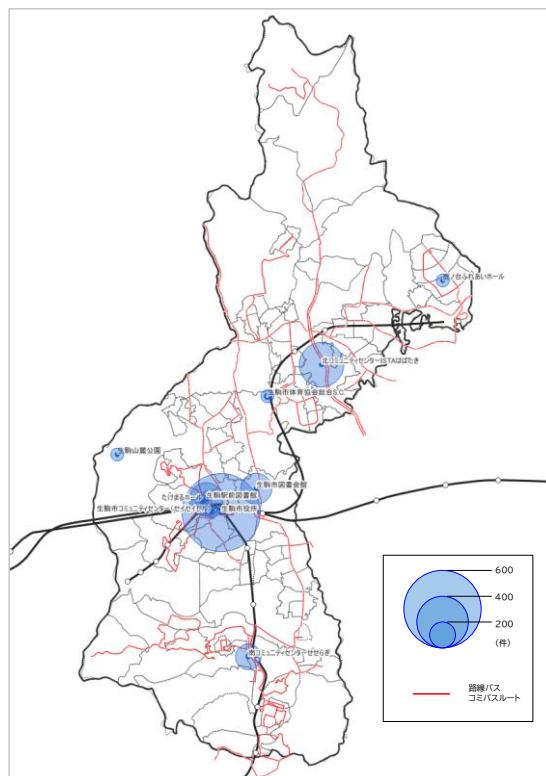 鹿ノ台ふれあいホール
北コミュニティセンターISTAはばたき
生駒市体育協会総合S.C.
生駒山麓公園
生駒市図書会館
たけまるホール
生駒駅前図書館
生駒市コミュニティセンター(セイセイビル)
生駒市役所
南コミュニティセンターせせらぎ
600
400
200
(件)
路線バス
コミバスルート